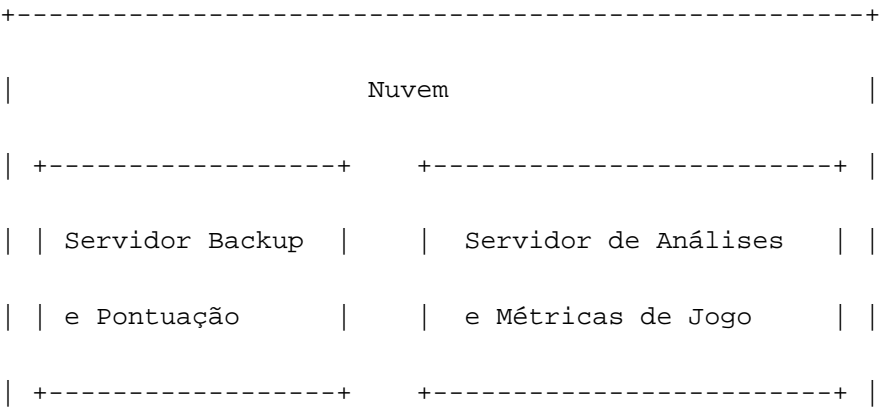 +-----------------------------------------------------+
|                      Nuvem                          |
| +------------------+    +-------------------------+ |
| | Servidor Backup  |    |  Servidor de Análises   | |
| | e Pontuação      |    |  e Métricas de Jogo     | |
| +------------------+    +-------------------------+ |